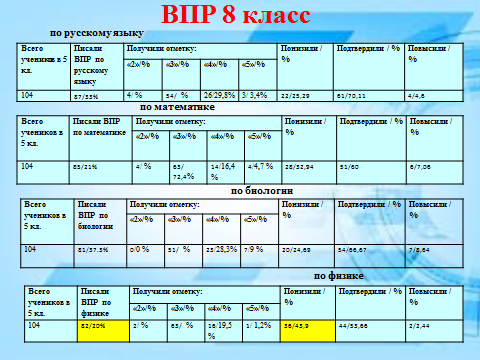 ВПР 8 класс
по русскому языку
Всего учеников в 5 кл. Писали ВПР по русскому языку Получили отметку: Понизили / % Подтвердили / % Повысили / %
«2»/% «3»/% «4»/% «5»/%
104 87/33% 4/ % 54/ % 26/29,8% 3/ 3,4% 22/25,29 61/70,11 4/4,6
по математике
Всего учеников в 5 кл. Писали ВПР по математике Получили отметку: Понизили / % Подтвердили / % Повысили / %
«2»/% «3»/% «4»/% «5»/%
104 85/21% 4/ % 63/ 72,4% 14/16,4 % 4/4,7 % 28/32,94 51/60 6/7,06
по биологии
Всего учеников в 5 кл. Писали ВПР по биологии Получили отметку: Понизили / % Подтвердили / % Повысили / %
«2»/% «3»/% «4»/% «5»/%
104 81/37.3% 0/0 % 51/ % 23/28,3% 7/9 % 20/24,69 54/66,67 7/8,64
по физике
Всего учеников в 5 кл. Писали ВПР по физике Получили отметку: Понизили / % Подтвердили / % Повысили / %
«2»/% «3»/% «4»/% «5»/%
104 82/20% 2/ % 63/ % 16/19,5 % 1/ 1,2% 36/43,9 44/53,66 2/2,44